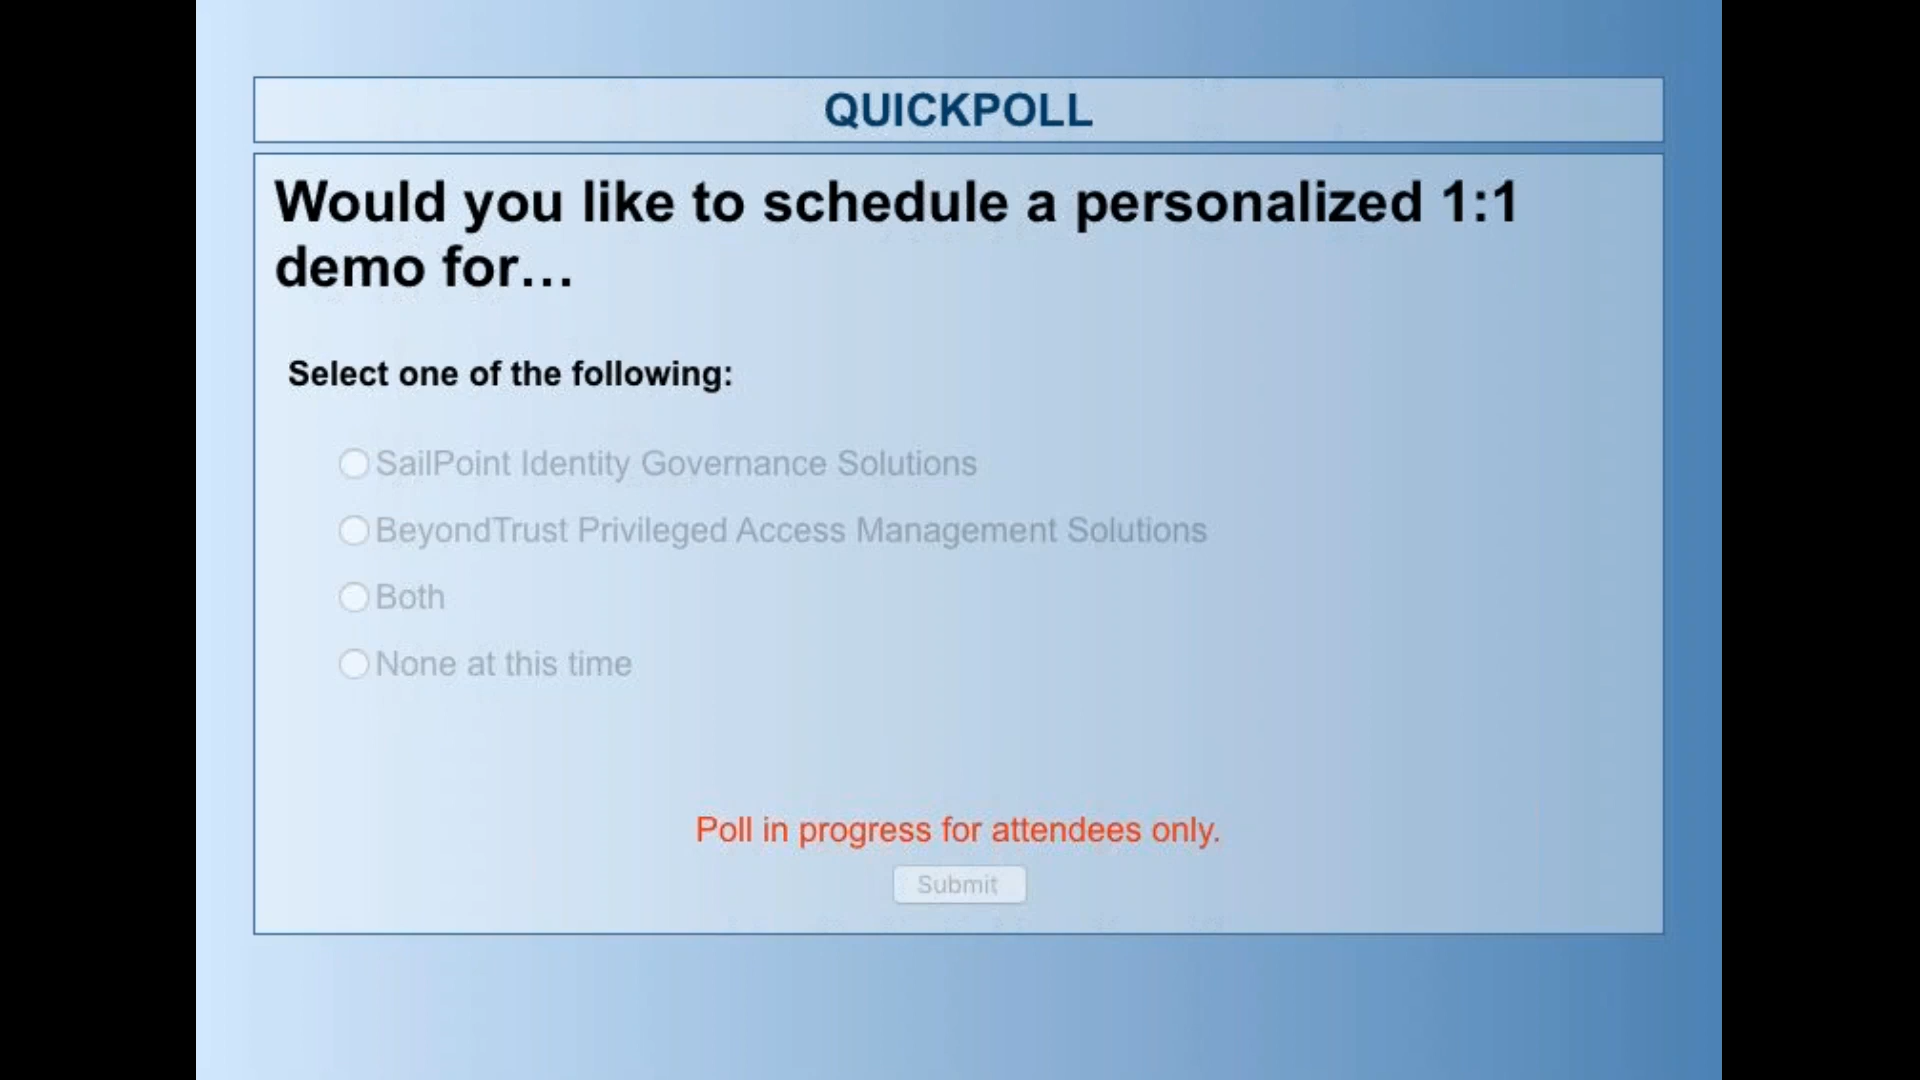 QUICKPOLL
Would you like to schedule a personalized 1:1
demo for…
Select one of the following:
SailPoint Identity Governance Solutions
BeyondTrust Privileged Access Management Solutions
Both
None at this time
Poll in progress for attendees only.
Submit